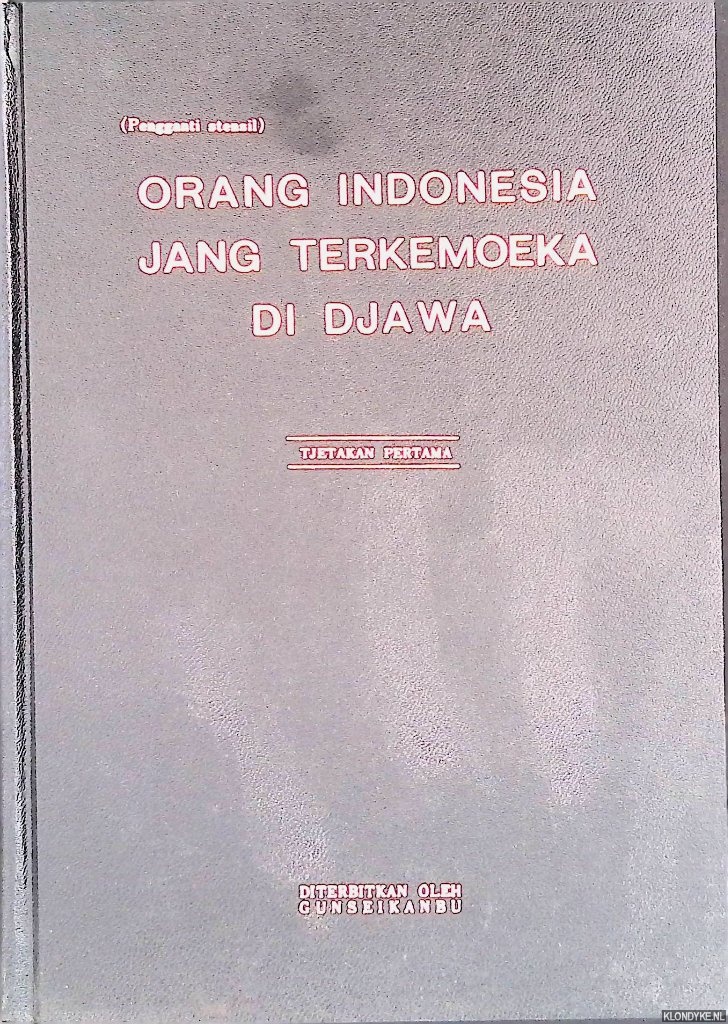 (Pengganti stensil)
ORANG INDONESIA
JANG TERKEMOEKA
DI DJAWA
TJETAKAN PERTAMA
DITERBITKAN OLEH
GUNSEIKANBU
KLONDYKE.NL